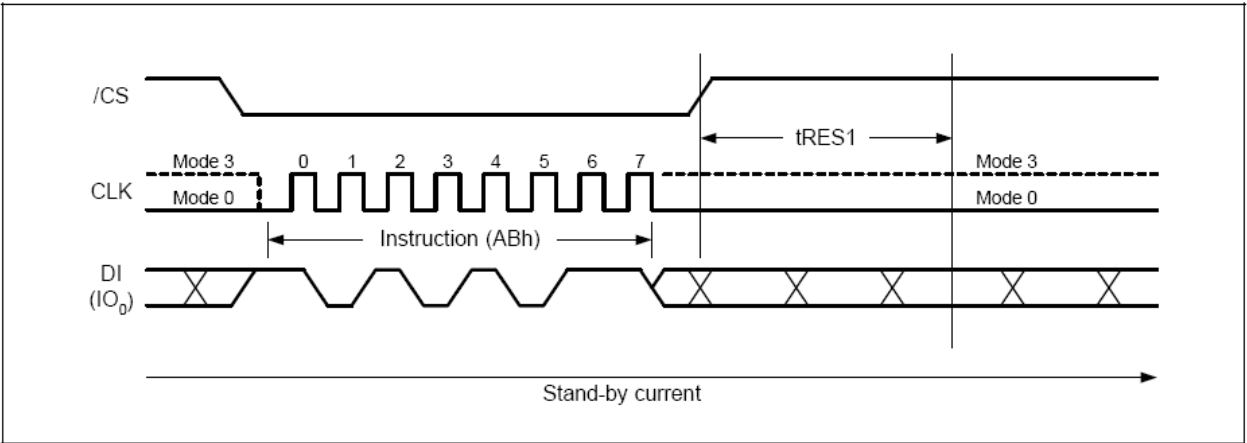 /CS
tRES1
Mode 3 0 1 2 3 4 5 6 7 Mode 3
CLK
Mode 0 Mode 0
Instruction (ABh)
DI
(IO0)
Stand-by current